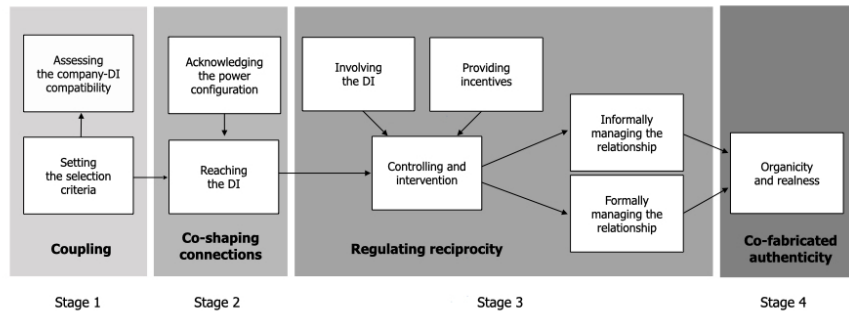 Assessing
the company-DI
compatibility
Setting
the selection
criteria
Coupling
Stage 1
Acknowledging
the power
configuration
Reaching
the DI
Co-shaping
connections
Stage 2
Involving
the DI
Providing
incentives
Controlling and
intervention
Informally
managing the
relationship
Formally
managing the
relationship
Regulating reciprocity
Stage 3
Organicity
and realness
Co-fabricated
authenticity
Stage 4